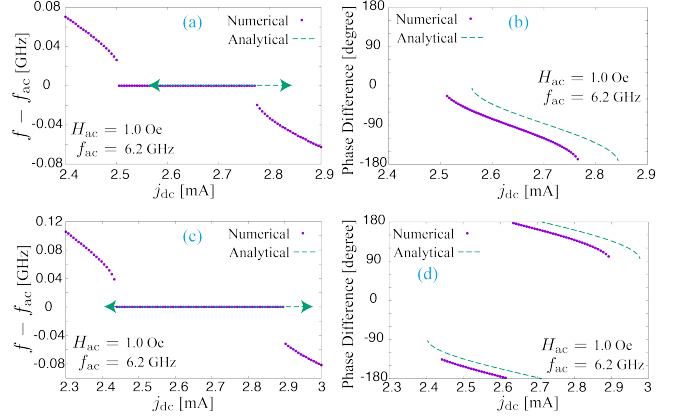 0.08
0.04
0
-0.04
-0.08
2.4
2.5
2.6
2.7
2.8
2.9
f − f_ac [GHz]
j_dc [mA]
(a)
Numerical
Analytical
H_ac = 1.0 Oe
f_ac = 6.2 GHz
180
90
0
-90
-180
2.4
2.5
2.6
2.7
2.8
2.9
Phase Difference [degree]
j_dc [mA]
(b)
Numerical
Analytical
H_ac = 1.0 Oe
f_ac = 6.2 GHz
0.12
0.08
0.04
0
-0.04
-0.08
2.3
2.4
2.5
2.6
2.7
2.8
2.9
3
f − f_ac [GHz]
j_dc [mA]
(c)
Numerical
Analytical
H_ac = 1.0 Oe
f_ac = 6.2 GHz
180
90
0
-90
-180
2.3
2.4
2.5
2.6
2.7
2.8
2.9
3
Phase Difference [degree]
j_dc [mA]
Numerical
Analytical
(d)
H_ac = 1.0 Oe
f_ac = 6.2 GHz